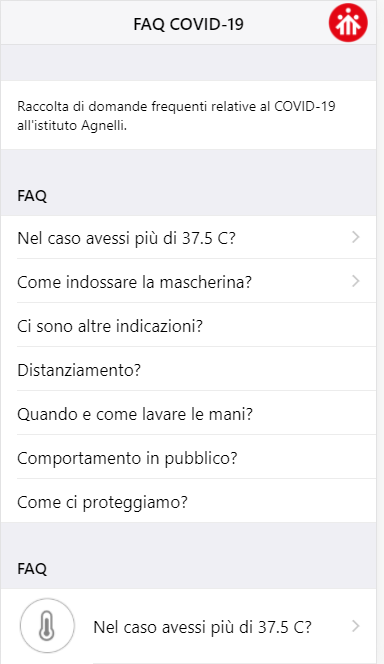 FAQ COVID-19
Raccolta di domande frequenti relative al COVID-19
all'istituto Agnelli.
FAQ
Nel caso avessi più di 37.5 C?
Come indossare la mascherina?
Ci sono altre indicazioni?
Distanziamento?
Quando e come lavare le mani?
Comportamento in pubblico?
Come ci proteggiamo?
FAQ
Nel caso avessi più di 37.5 C?